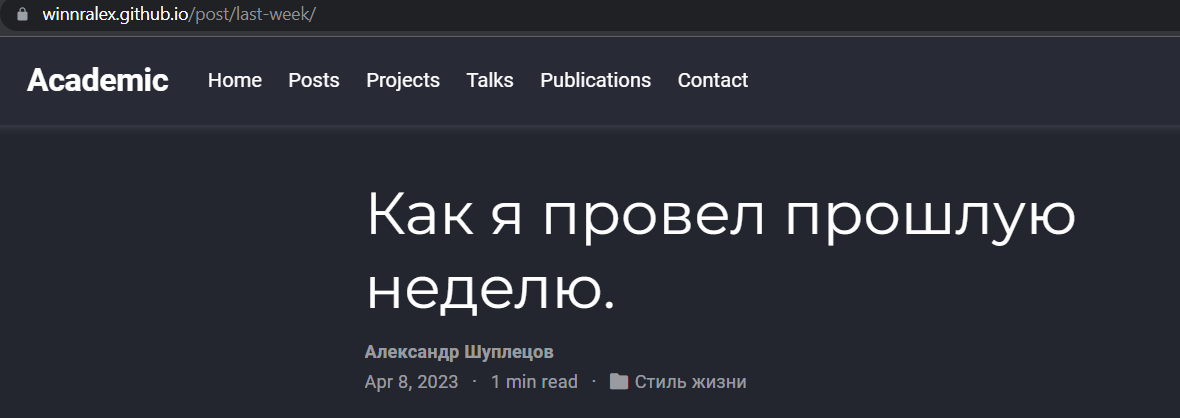 winnralex.github.io/post/last-week/
Academic Home Posts Projects Talks Publications Contact
Как я провел прошлую
неделю.
Александр Шуплецов
Apr 8, 2023 · 1 min read · Стиль жизни